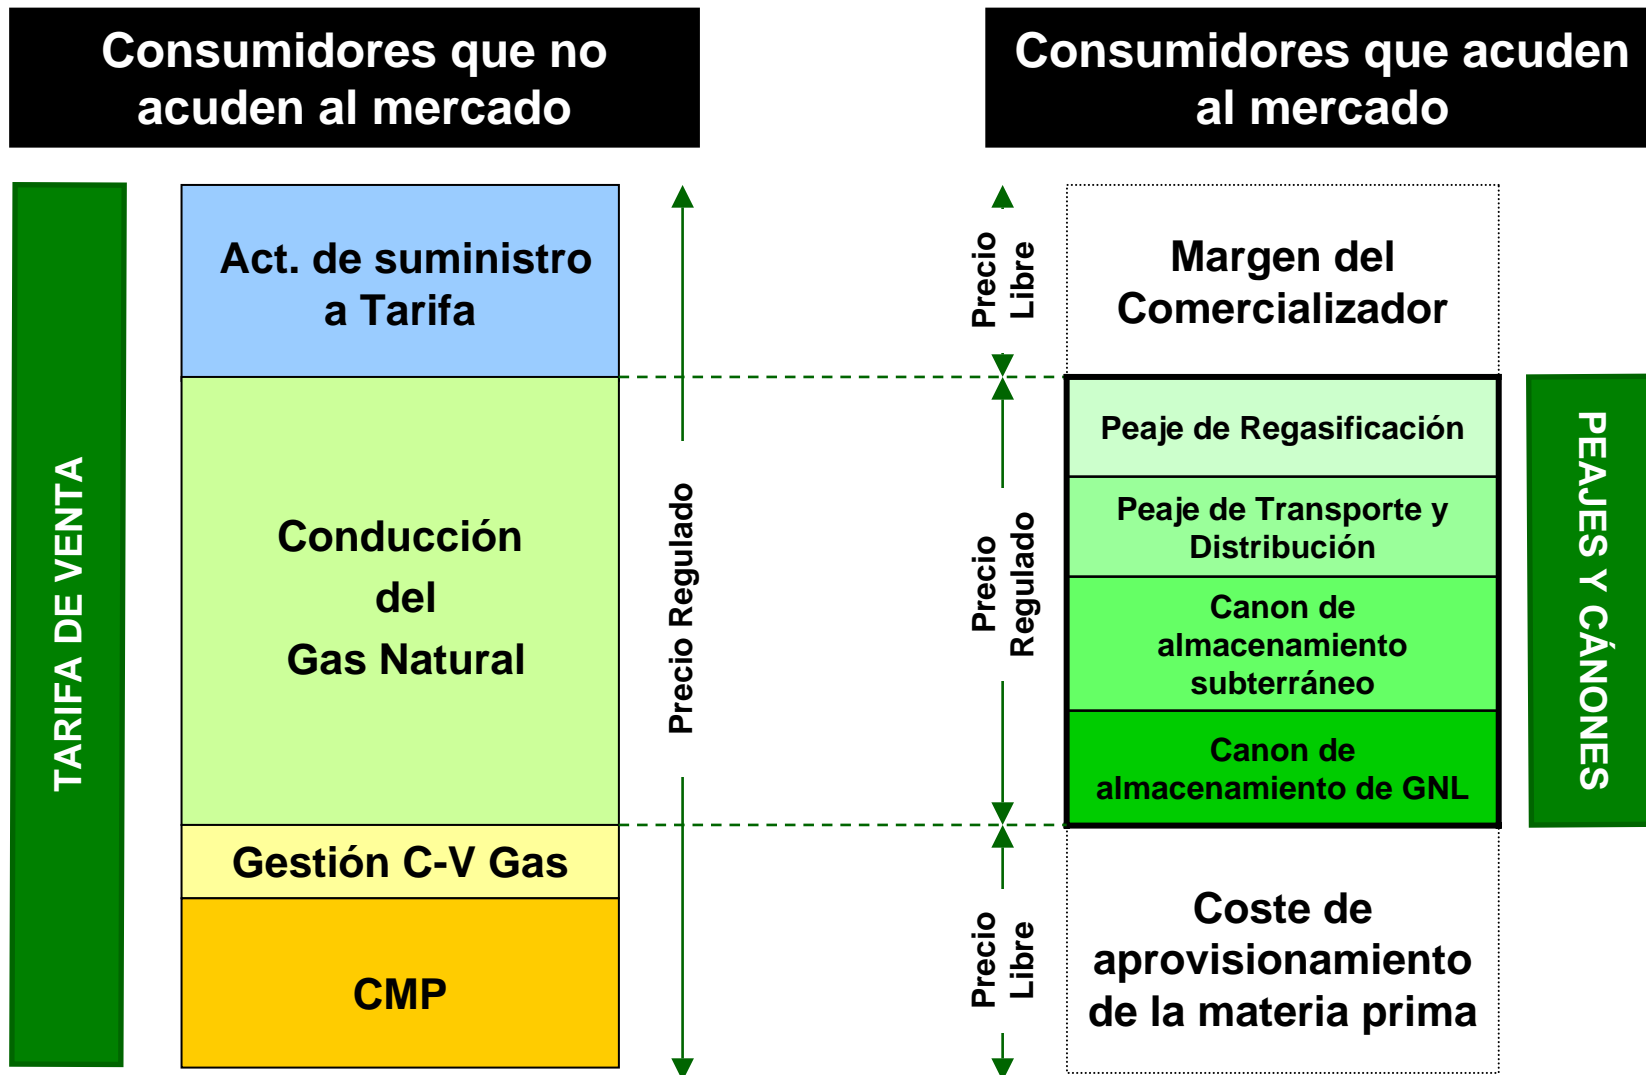 Consumidores que no
acuden al mercado
Consumidores que acuden
al mercado
TARIFA DE VENTA
Act. de suministro
a Tarifa
Conducción
del
Gas Natural
Gestión C-V Gas
CMP
Precio Regulado
Precio
Libre
Precio
Regulado
Precio
Libre
Margen del
Comercializador
Peaje de Regasificación
Peaje de Transporte y
Distribución
Canon de
almacenamiento
subterráneo
Canon de
almacenamiento de GNL
Coste de
aprovisionamiento
de la materia prima
PEAJES Y CÁNONES